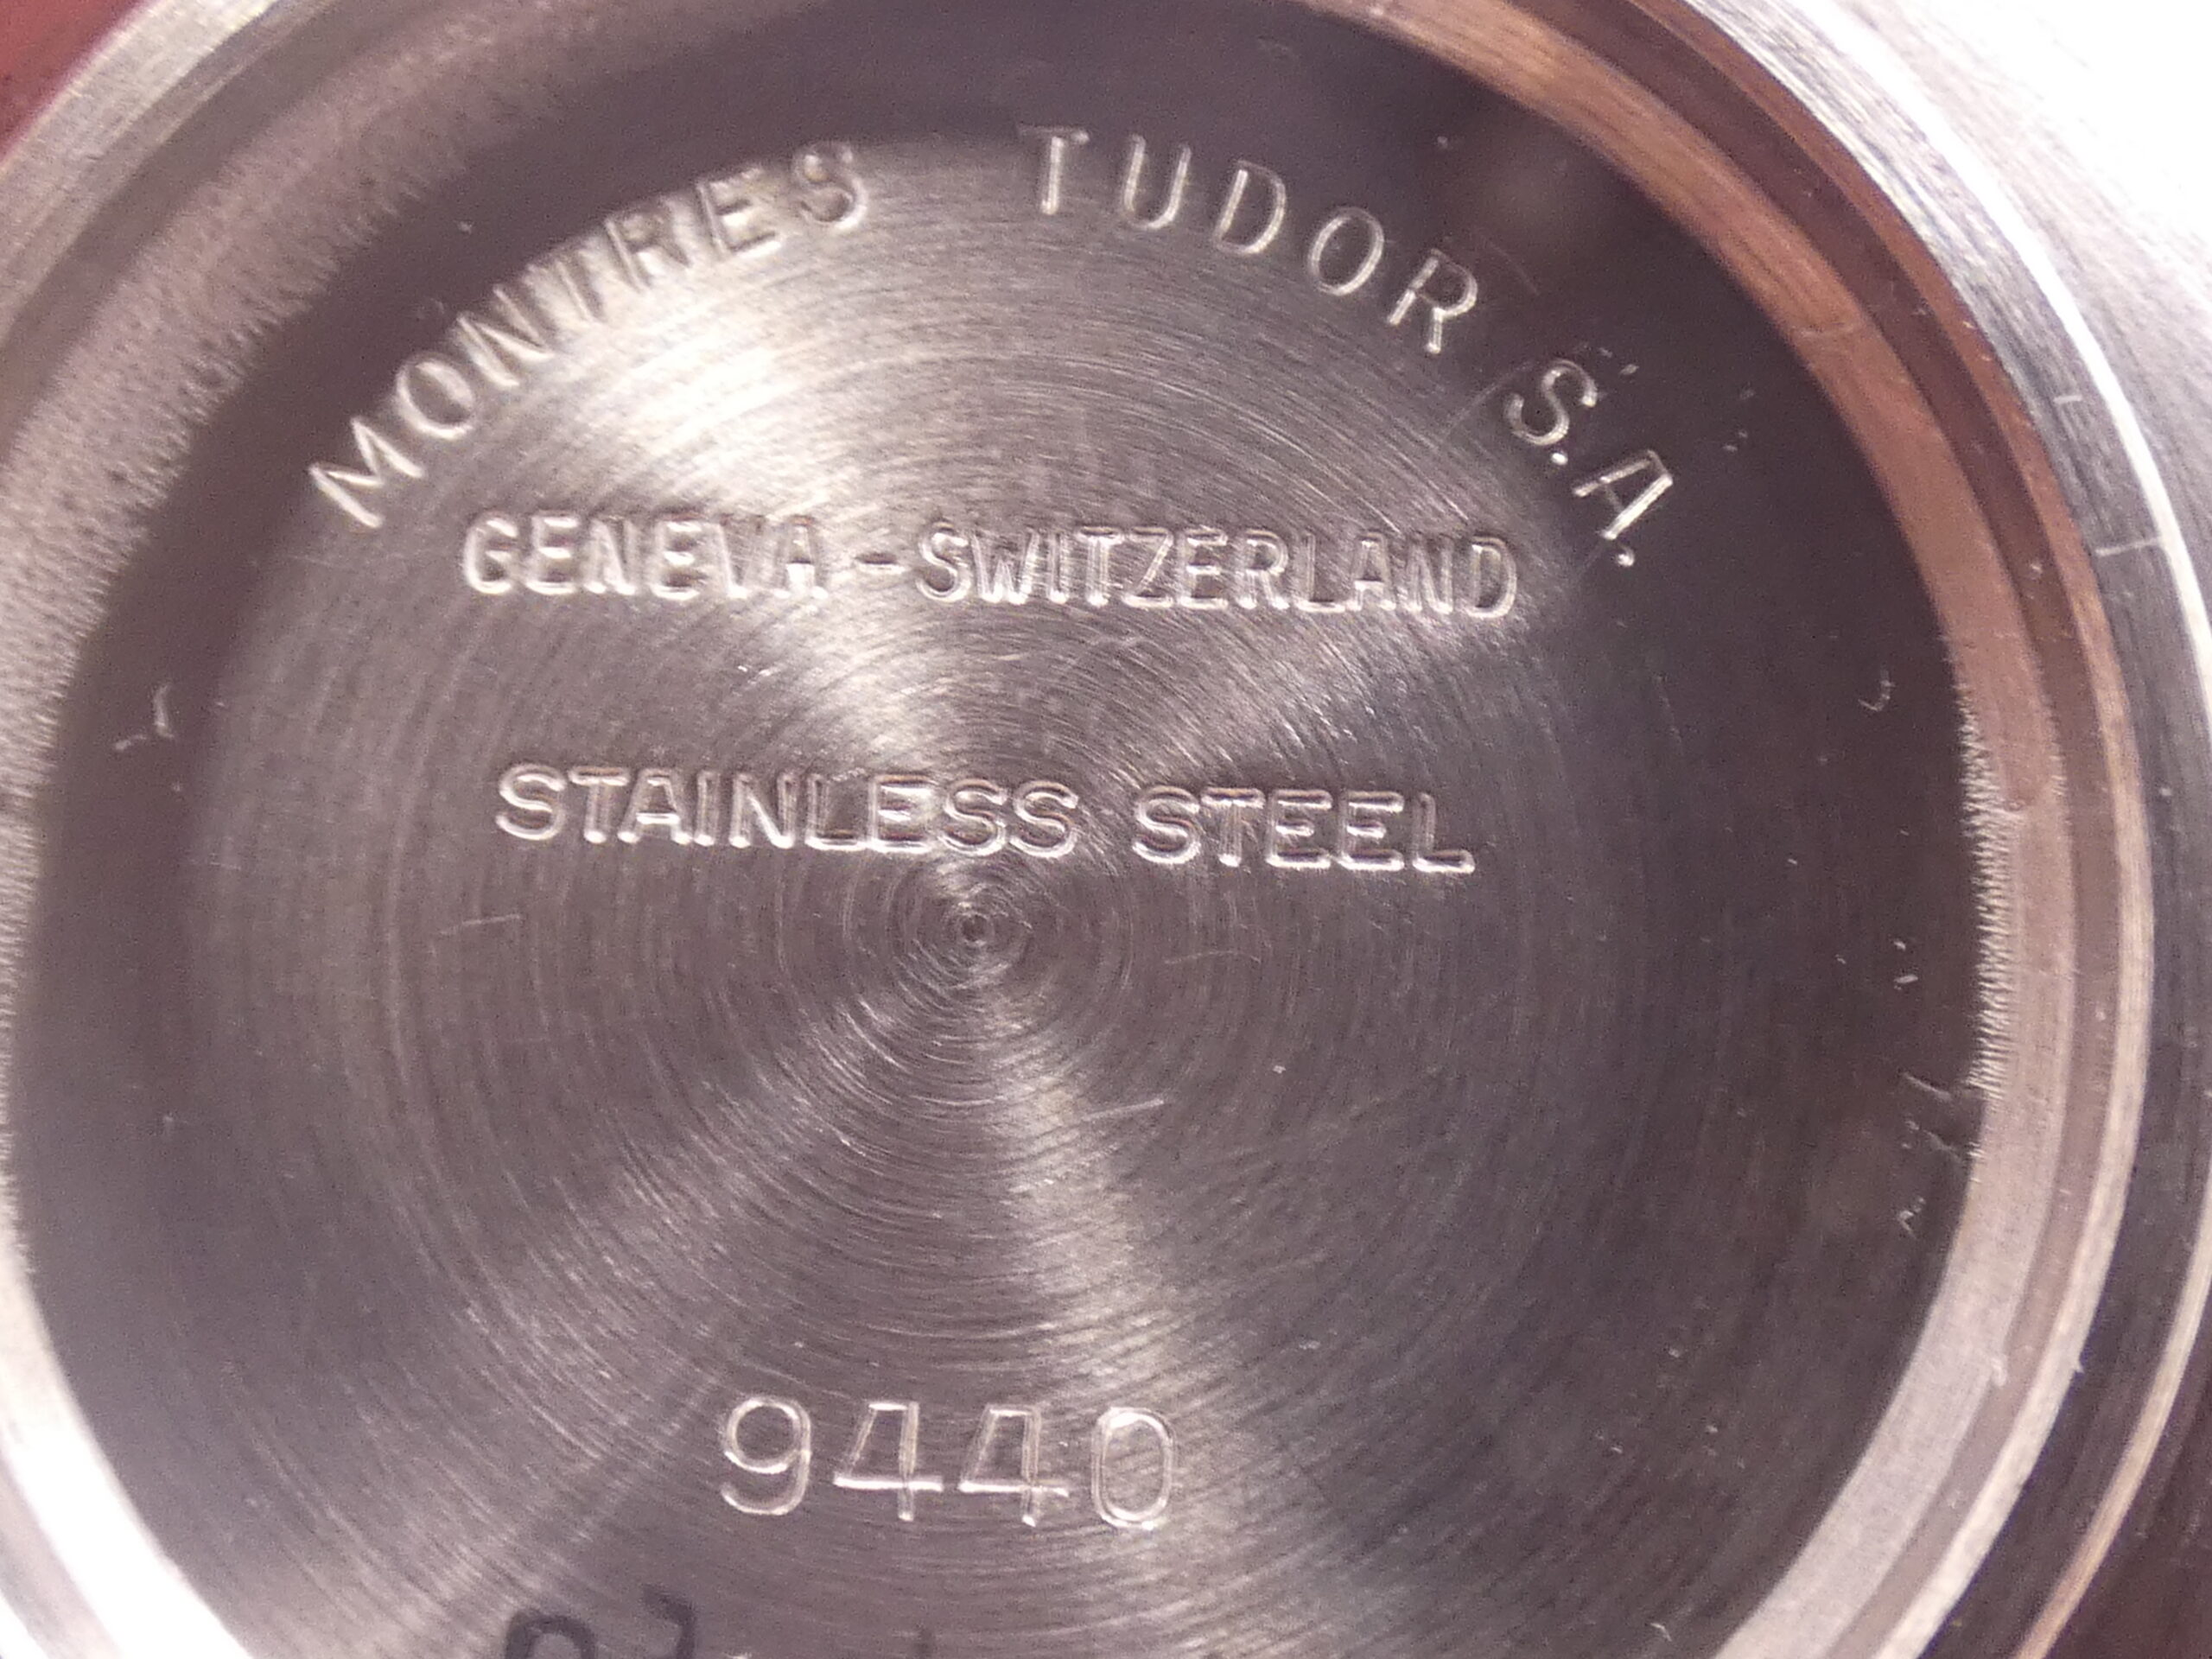 MONTRES TUDOR S.A.
GENEVA-SWITZERLAND
STAINLESS STEEL
9440